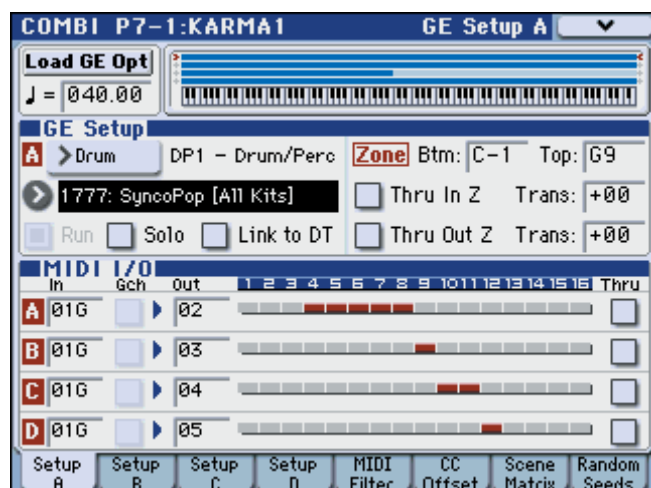 COMBI P7-1:KARMA1 GE Setup A
Load GE Opt
♩= 040.00
GE Setup
A >Drum DP1 - Drum/Perc Zone Btm: C-1 Top: G9
1777: SyncoPop [All Kits] Thru In Z Trans: +00
Run Solo Link to DT Thru Out Z Trans: +00
MIDI I/O
In Gch Out 1 2 3 4 5 6 7 8 9 10 11 12 13 14 15 16 Thru
A 01G 02
B 01G 03
C 01G 04
D 01G 05
Setup A Setup B Setup C Setup D MIDI Filter CC Offset Scene Matrix Random Seeds